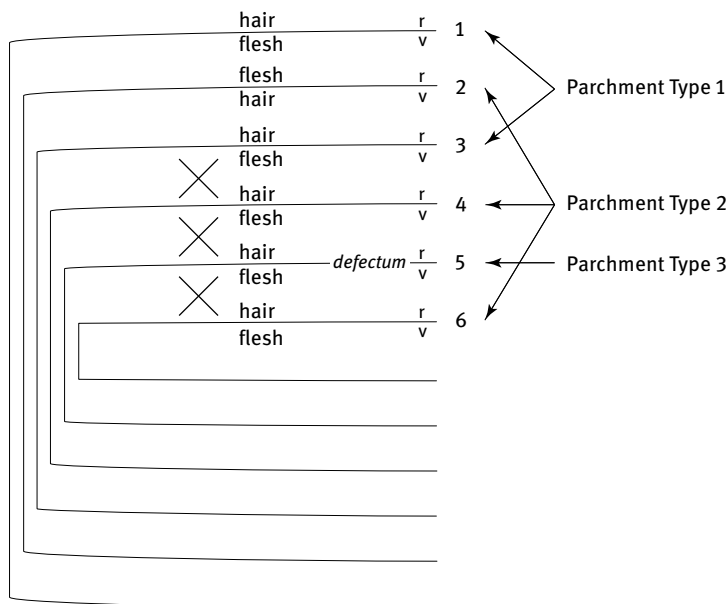 hair r
flesh v 1
flesh r
hair v 2 Parchment Type 1
hair r
flesh v 3
hair r
flesh v 4 Parchment Type 2
hair defectum r
flesh v 5 Parchment Type 3
hair r
flesh v 6